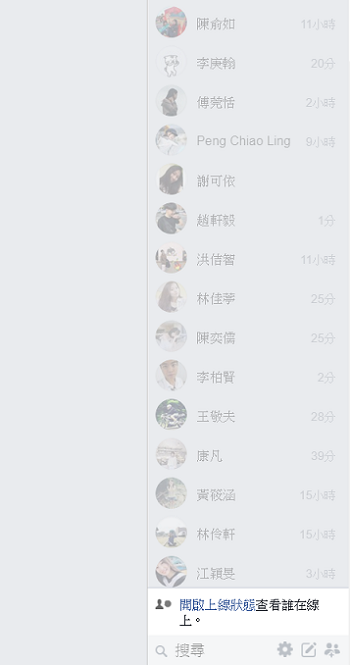 陳俞如 11小時
李庚翰 20分
傅莞恬 2小時
Peng Chiao Ling 9小時
謝可依
趙軒毅 1分
洪信智 11小時
林佳夢 25分
陳奕儒 25分
李柏賢 2分
王敬夫 28分
康凡 39分
黃筱涵 15小時
林伶軒 15小時
江穎旻 3小時
開啟上線狀態查看誰在線
上。
搜尋